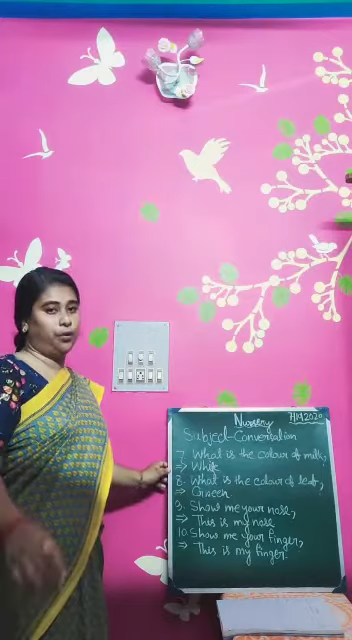 Nursery
Subject-Conversation
7. What is the colour of milk,
⇒ White
8. What is the colour of leaf,
⇒ Green
9. Show me your nose,
⇒ This is my nose
10. Show me your finger,
⇒ This is my finger.